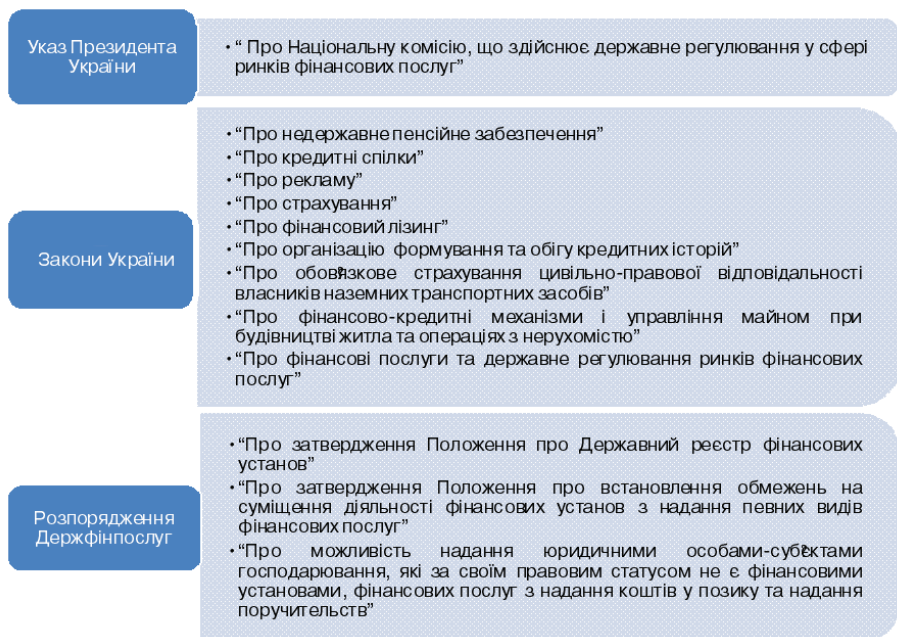 Указ Президента
України
• “ Про Національну комісію, що здійснює державне регулювання у сфері
ринків фінансових послуг”
Закони України
• “Про недержавне пенсійне забезпечення”
• “Про кредитні спілки”
• “Про рекламу”
• “Про страхування”
• “Про фінансовий лізинг”
• “Про організацію формування та обігу кредитних історій”
• “Про обов?язкове страхування цивільно-правової відповідальності
власників наземних транспортних засобів”
• “Про фінансово-кредитні механізми і управління майном при
будівництві житла та операціях з нерухомістю”
• “Про фінансові послуги та державне регулювання ринків фінансових
послуг”
Розпорядження
Держфінпослуг
• “Про затвердження Положення про Державний реєстр фінансових
установ”
• “Про затвердження Положення про встановлення обмежень на
суміщення діяльності фінансових установ з надання певних видів
фінансових послуг”
• “Про можливість надання юридичними особами-суб?єктами
господарювання, які за своїм правовим статусом не є фінансовими
установами, фінансових послуг з надання коштів у позику та надання
поручительств”